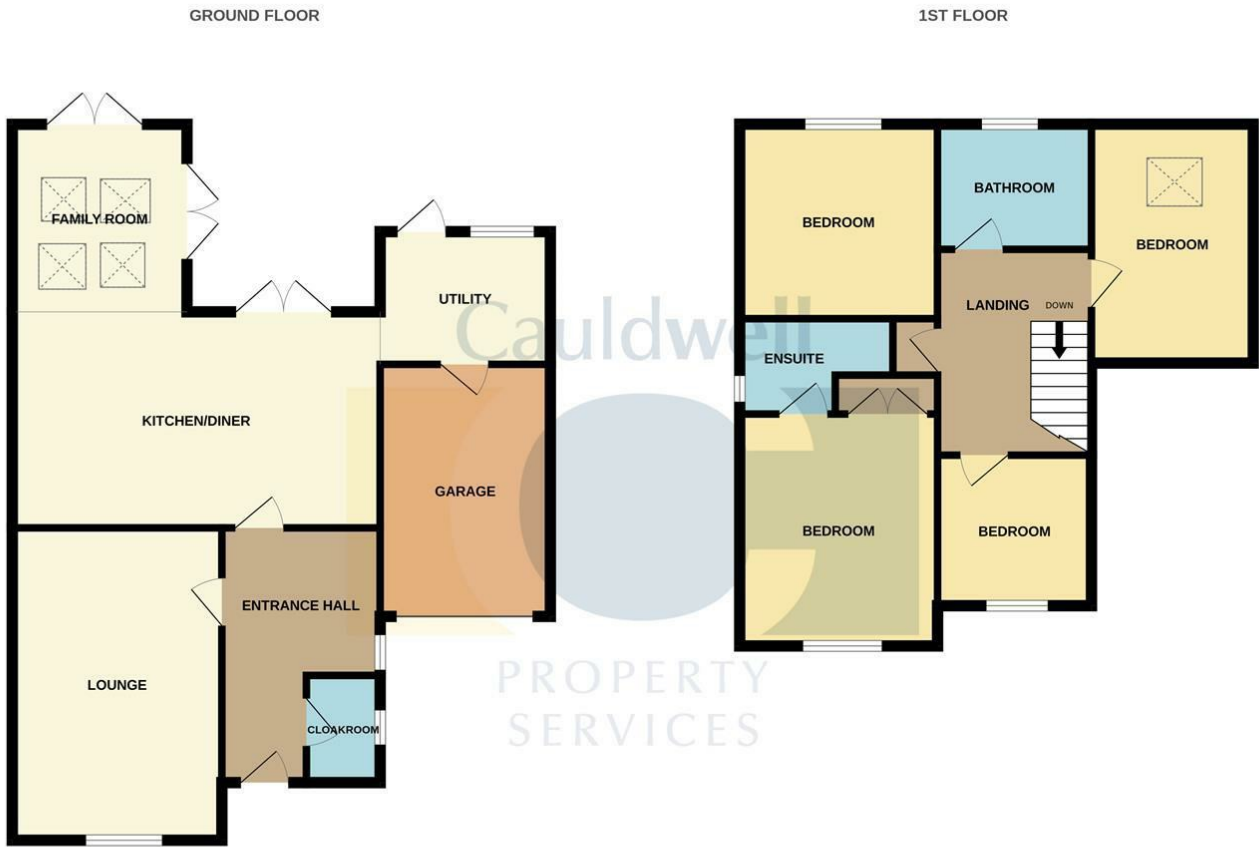 GROUND FLOOR
FAMILY ROOM
UTILITY
KITCHEN/DINER
GARAGE
ENTRANCE HALL
LOUNGE
CLOAKROOM
1ST FLOOR
BATHROOM
BEDROOM
BEDROOM
LANDING
DOWN
ENSUITE
BEDROOM
BEDROOM
Cauldwell
PROPERTY
SERVICES